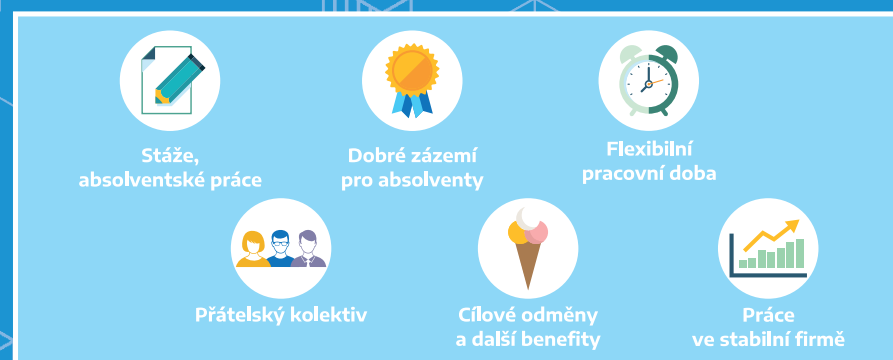 Stáže,
absolventské práce
Dobré zázemí
pro absolventy
Flexibilní
pracovní doba
Přátelský kolektiv
Cílové odměny
a další benefity
Práce
ve stabilní firmě